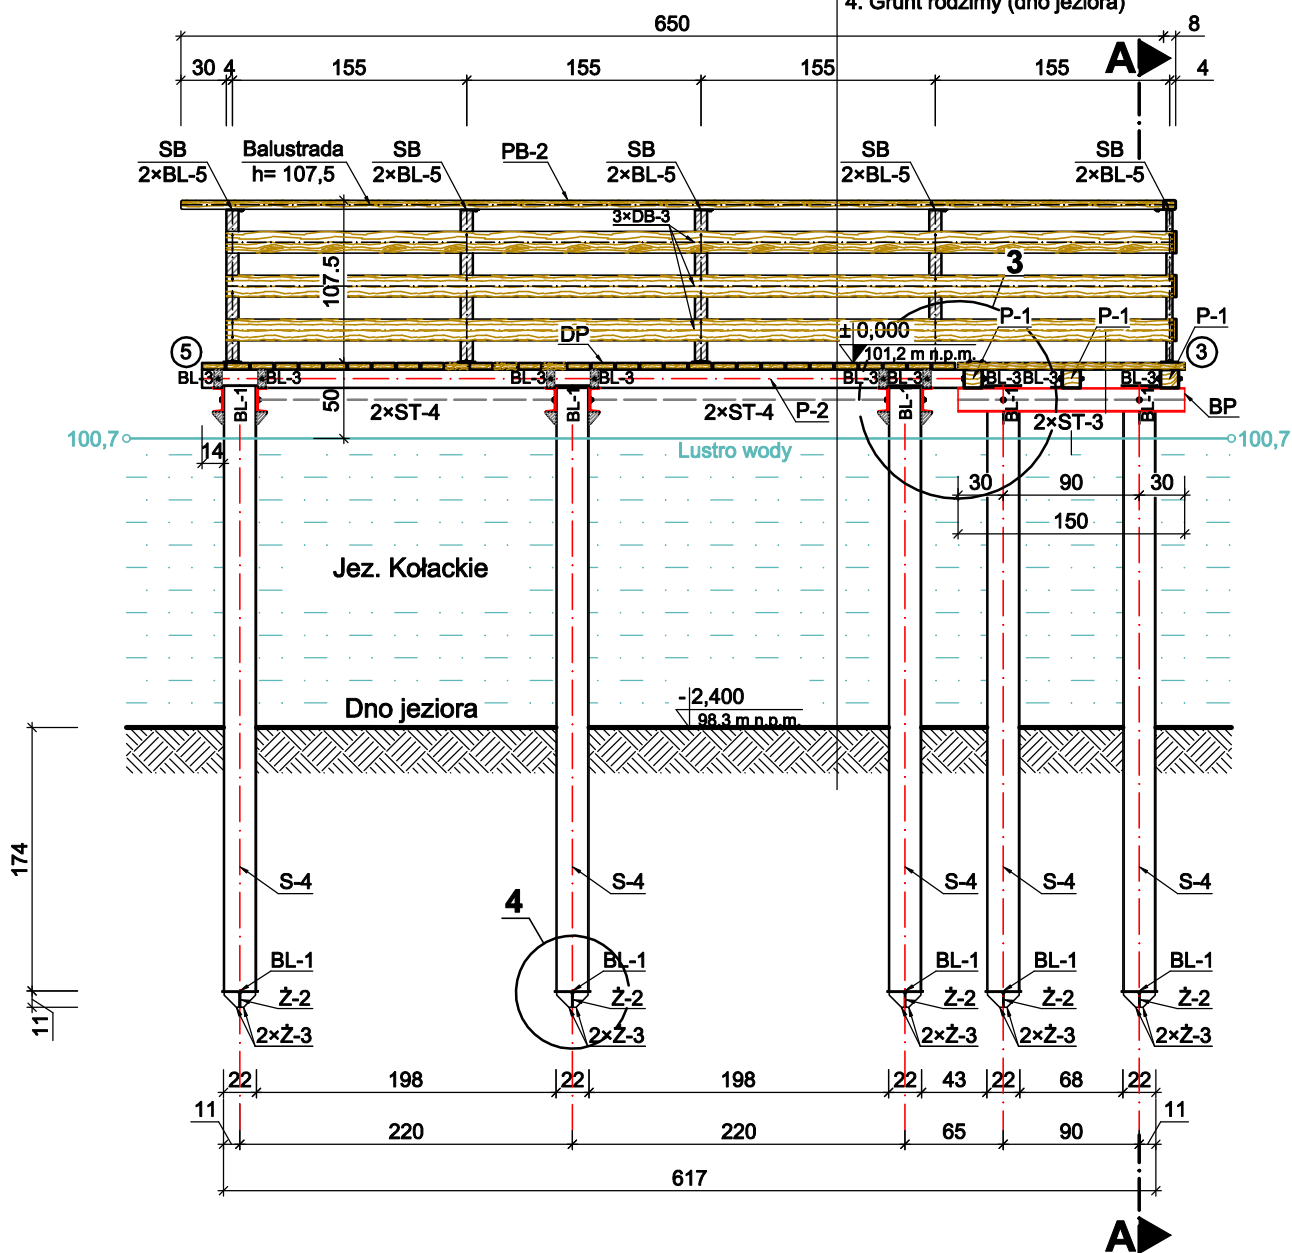 4. Grunt rodzimy (dno jeziora)
650
8
A
30
4
155
155
155
155
4
SB
2×BL-5
Balustrada
h= 107,5
SB
2×BL-5
PB-2
SB
2×BL-5
SB
2×BL-5
SB
2×BL-5
3×DB-3
107.5
3
± 0,000
101,2 m n.p.m.
P-1
P-1
P-1
DP
5
3
BL-3
BL-3
BL-3
BL-3
BL-3
BL-3
BL-3
BL-3
BL-3
BL-1
BL-1
BL-1
BL-1
BL-1
50
2×ST-4
2×ST-4
P-2
2×ST-3
BP
100,7
100,7
14
Lustro wody
30
90
30
150
Jez. Kołackie
Dno jeziora
-2,400
98,3 m n.p.m.
174
S-4
S-4
S-4
S-4
S-4
4
BL-1
BL-1
BL-1
BL-1
BL-1
Ż-2
Ż-2
Ż-2
Ż-2
Ż-2
11
2×Ż-3
2×Ż-3
2×Ż-3
2×Ż-3
2×Ż-3
22
198
22
198
22
43
22
68
22
11
220
220
65
90
11
617
A